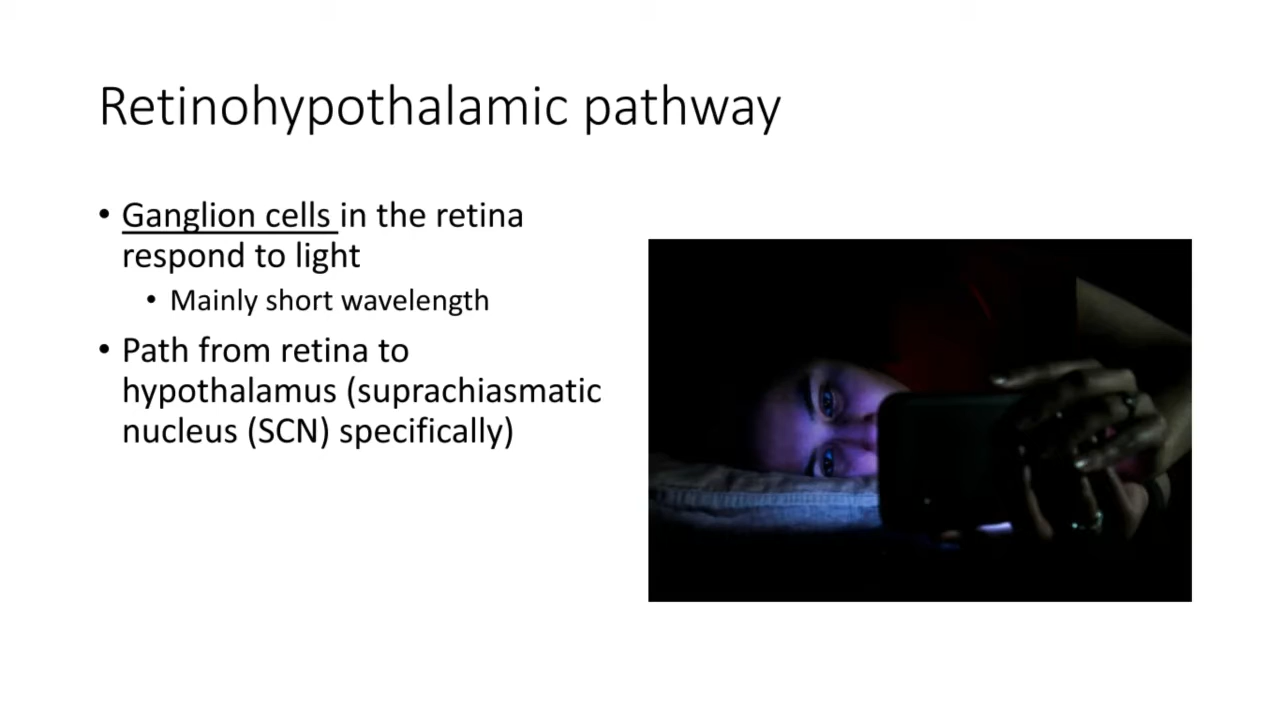 Retinohypothalamic pathway
• Ganglion cells in the retina
respond to light
• Mainly short wavelength
• Path from retina to
hypothalamus (suprachiasmatic
nucleus (SCN) specifically)